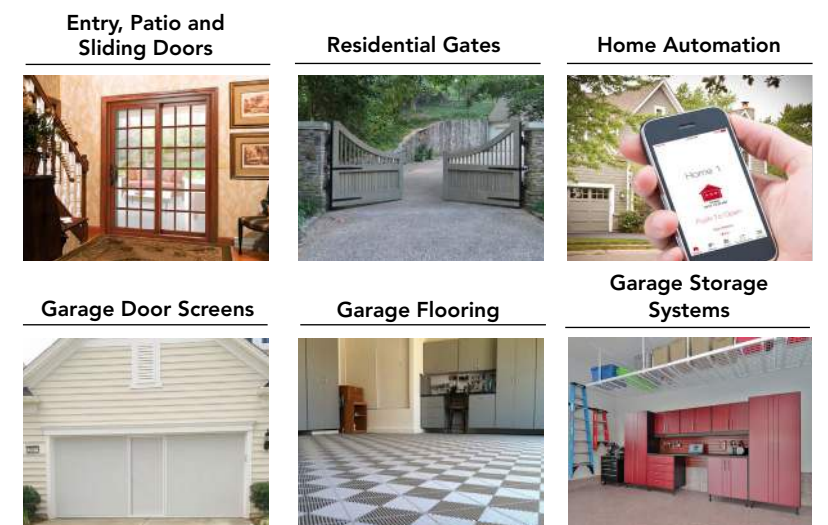 Entry, Patio and
Sliding Doors
Residential Gates
Home Automation
Home 1
Push To Open
Garage Door Screens
Garage Flooring
Garage Storage
Systems